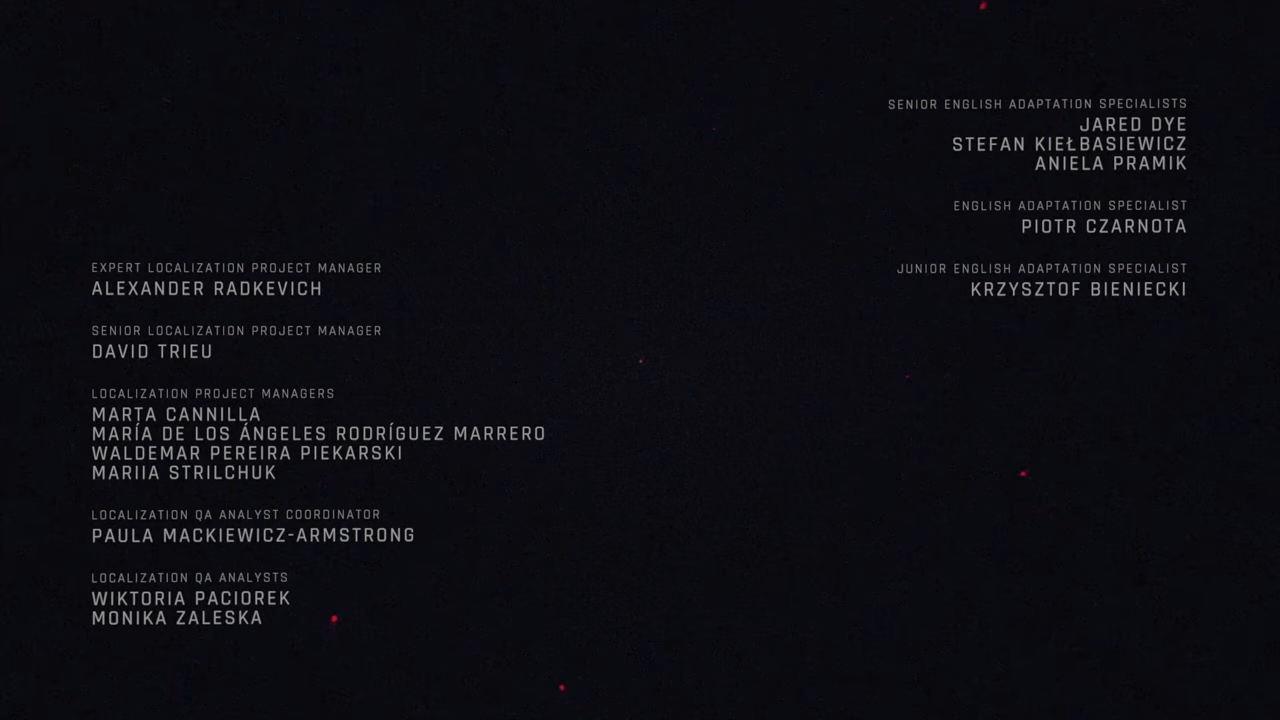 EXPERT LOCALIZATION PROJECT MANAGER
ALEXANDER RADKEVICH
SENIOR LOCALIZATION PROJECT MANAGER
DAVID TRIEU
LOCALIZATION PROJECT MANAGERS
MARTA CANNILLA
MARÍA DE LOS ÁNGELES RODRÍGUEZ MARRERO
WALDEMAR PEREIRA PIEKARSKI
MARIIA STRILCHUK
LOCALIZATION QA ANALYST COORDINATOR
PAULA MACKIEWICZ-ARMSTRONG
LOCALIZATION QA ANALYSTS
WIKTORIA PACIOREK
MONIKA ZALESKA
SENIOR ENGLISH ADAPTATION SPECIALISTS
JARED DYE
STEFAN KIEŁBASIEWICZ
ANIELA PRAMIK
ENGLISH ADAPTATION SPECIALIST
PIOTR CZARNOTA
JUNIOR ENGLISH ADAPTATION SPECIALIST
KRZYSZTOF BIENIECKI